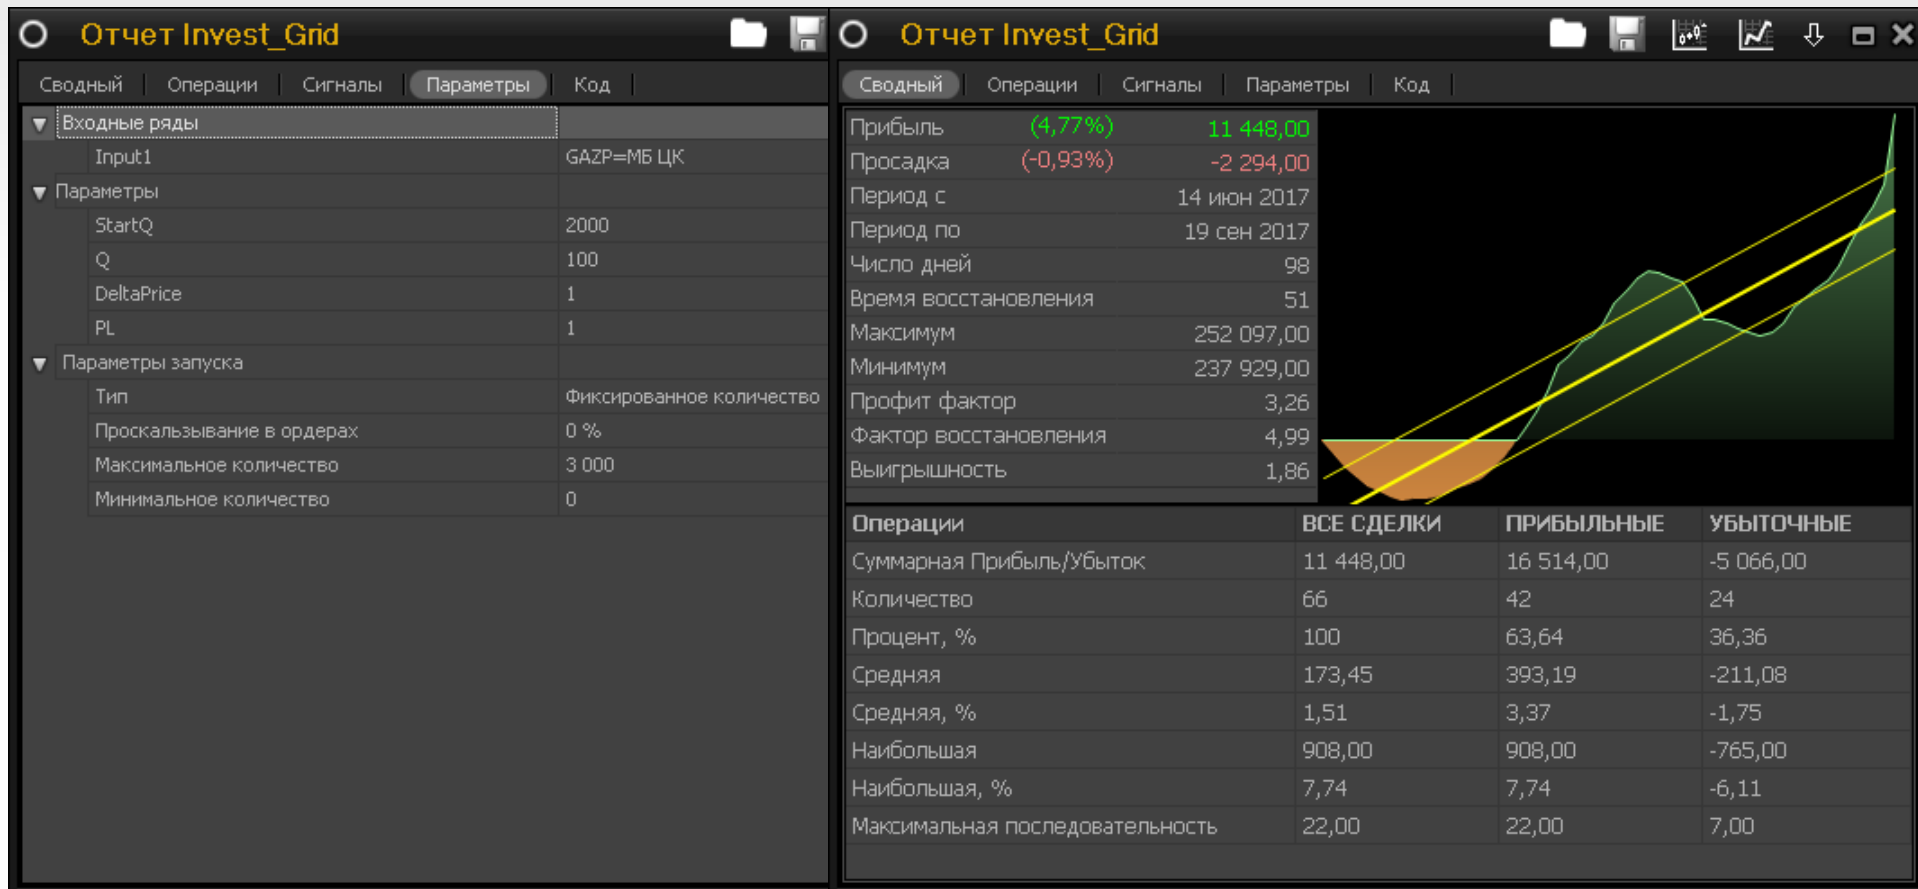 Отчет Invest_Grid
Сводный Операции Сигналы Параметры Код
Входные ряды
Input1 GAZP=МБ ЦК
Параметры
StartQ 2000
Q 100
DeltaPrice 1
PL 1
Параметры запуска
Тип Фиксированное количество
Проскальзывание в ордерах 0 %
Максимальное количество 3 000
Минимальное количество 0
Отчет Invest_Grid
Сводный Операции Сигналы Параметры Код
Прибыль (4,77%) 11 448,00
Просадка (-0,93%) -2 294,00
Период с 14 июн 2017
Период по 19 сен 2017
Число дней 98
Время восстановления 51
Максимум 252 097,00
Минимум 237 929,00
Профит фактор 3,26
Фактор восстановления 4,99
Выигрышность 1,86
Операции ВСЕ СДЕЛКИ ПРИБЫЛЬНЫЕ УБЫТОЧНЫЕ
Суммарная Прибыль/Убыток 11 448,00 16 514,00 -5 066,00
Количество 66 42 24
Процент, % 100 63,64 36,36
Средняя 173,45 393,19 -211,08
Средняя, % 1,51 3,37 -1,75
Наибольшая 908,00 908,00 -765,00
Наибольшая, % 7,74 7,74 -6,11
Максимальная последовательность 22,00 22,00 7,00